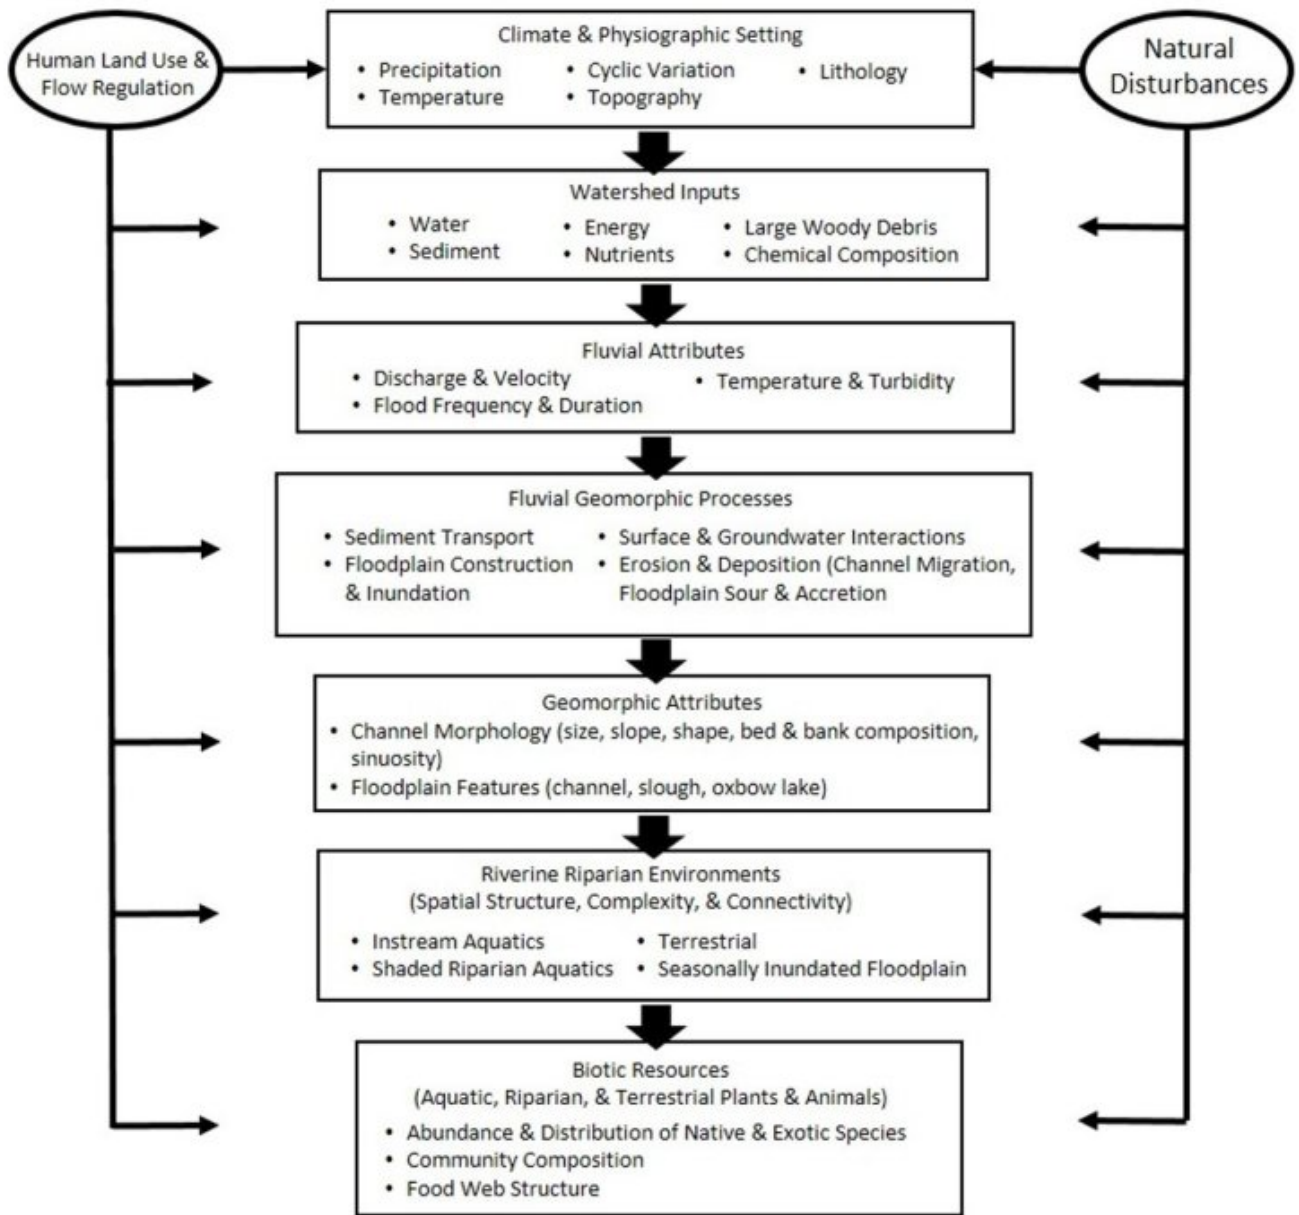 Human Land Use &
Flow Regulation
Climate & Physiographic Setting
• Precipitation
• Temperature
• Cyclic Variation
• Topography
• Lithology
Natural
Disturbances
Watershed Inputs
• Water
• Sediment
• Energy
• Nutrients
• Large Woody Debris
• Chemical Composition
Fluvial Attributes
• Discharge & Velocity
• Flood Frequency & Duration
• Temperature & Turbidity
Fluvial Geomorphic Processes
• Sediment Transport
• Floodplain Construction
& Inundation
• Surface & Groundwater Interactions
• Erosion & Deposition (Channel Migration,
Floodplain Sour & Accretion
Geomorphic Attributes
• Channel Morphology (size, slope, shape, bed & bank composition,
sinuosity)
• Floodplain Features (channel, slough, oxbow lake)
Riverine Riparian Environments
(Spatial Structure, Complexity, & Connectivity)
• Instream Aquatics
• Shaded Riparian Aquatics
• Terrestrial
• Seasonally Inundated Floodplain
Biotic Resources
(Aquatic, Riparian, & Terrestrial Plants & Animals)
• Abundance & Distribution of Native & Exotic Species
• Community Composition
• Food Web Structure